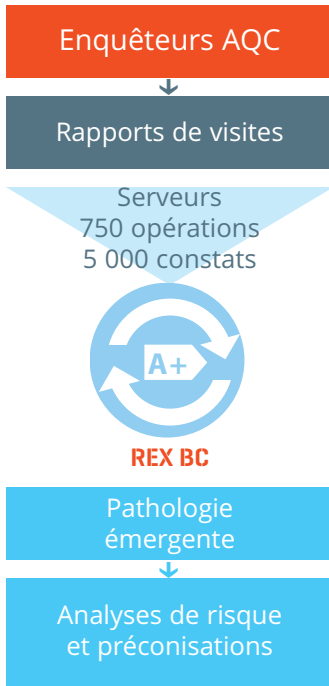 Enquêteurs AQC
Rapports de visites
Serveurs
750 opérations
5 000 constats
A+
REX BC
Pathologie
émergente
Analyses de risque
et préconisations